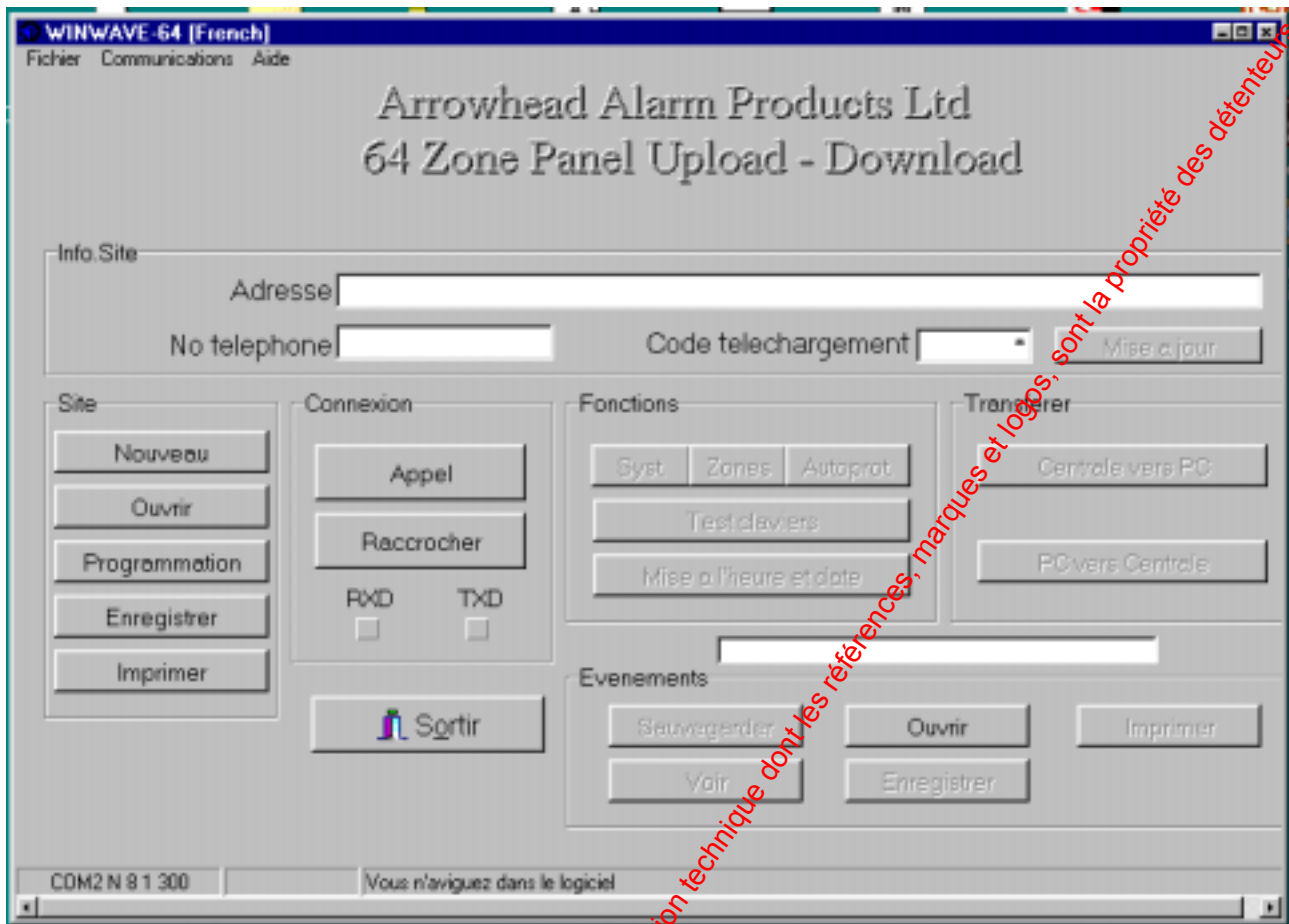 WINWAVE-64 [French]
Fichier Communications Aide
Arrowhead Alarm Products Ltd
64 Zone Panel Upload - Download
Info.Site
Adresse
No telephone
Code telechargement
*
Mise a jour
Site
Nouveau
Ouvrir
Programmation
Enregistrer
Imprimer
Connexion
Appel
Raccrocher
RXD TXD
Sortir
Fonctions
Syst. Zones Autoprot.
Test claviers
Mise a l'heure et date
Transferer
Centrale vers PC
PC vers Centrale
Evenements
Sauvegarder Ouvrir Imprimer
Voir Enregistrer
COM2 N 8 1 300 Vous n'aviguez dans le logiciel
ion technique dont les références, marques et logos, sont la propriété des détenteurs